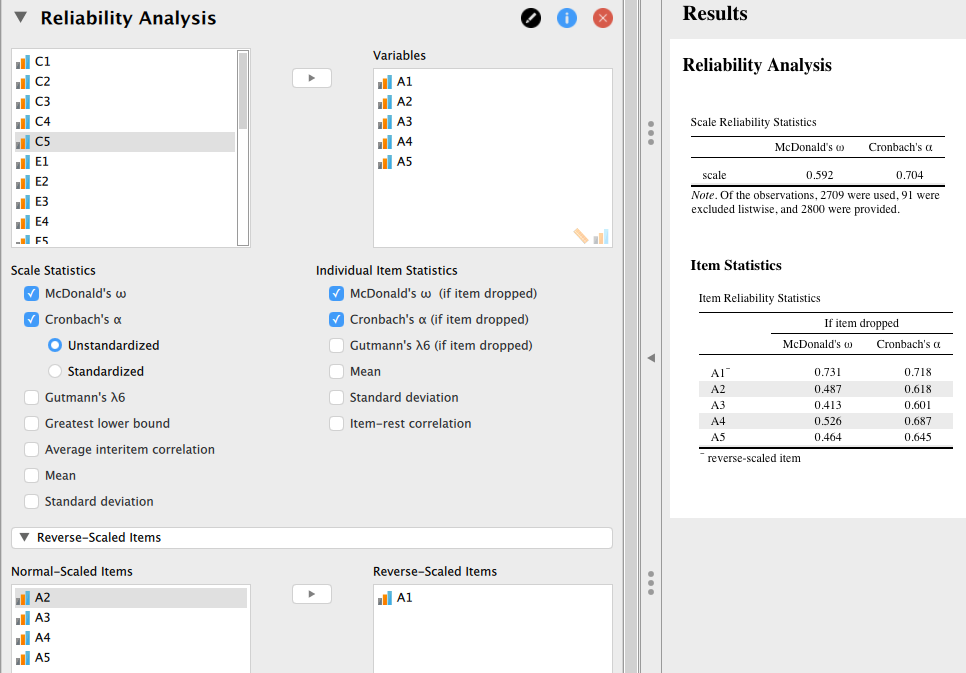 Reliability Analysis
C1
C2
C3
C4
C5
E1
E2
E3
E4
E5
Variables
A1
A2
A3
A4
A5
Scale Statistics
McDonald's ω
Cronbach's α
Unstandardized
Standardized
Gutmann's λ6
Greatest lower bound
Average interitem correlation
Mean
Standard deviation
Individual Item Statistics
McDonald's ω (if item dropped)
Cronbach's α (if item dropped)
Gutmann's λ6 (if item dropped)
Mean
Standard deviation
Item-rest correlation
Reverse-Scaled Items
Normal-Scaled Items
A2
A3
A4
A5
Reverse-Scaled Items
A1
Results
Reliability Analysis
Scale Reliability Statistics
McDonald's ω Cronbach's α
scale 0.592 0.704
Note. Of the observations, 2709 were used, 91 were
excluded listwise, and 2800 were provided.
Item Statistics
Item Reliability Statistics
If item dropped
McDonald's ω Cronbach's α
A1⁻ 0.731 0.718
A2 0.487 0.618
A3 0.413 0.601
A4 0.526 0.687
A5 0.464 0.645
⁻ reverse-scaled item